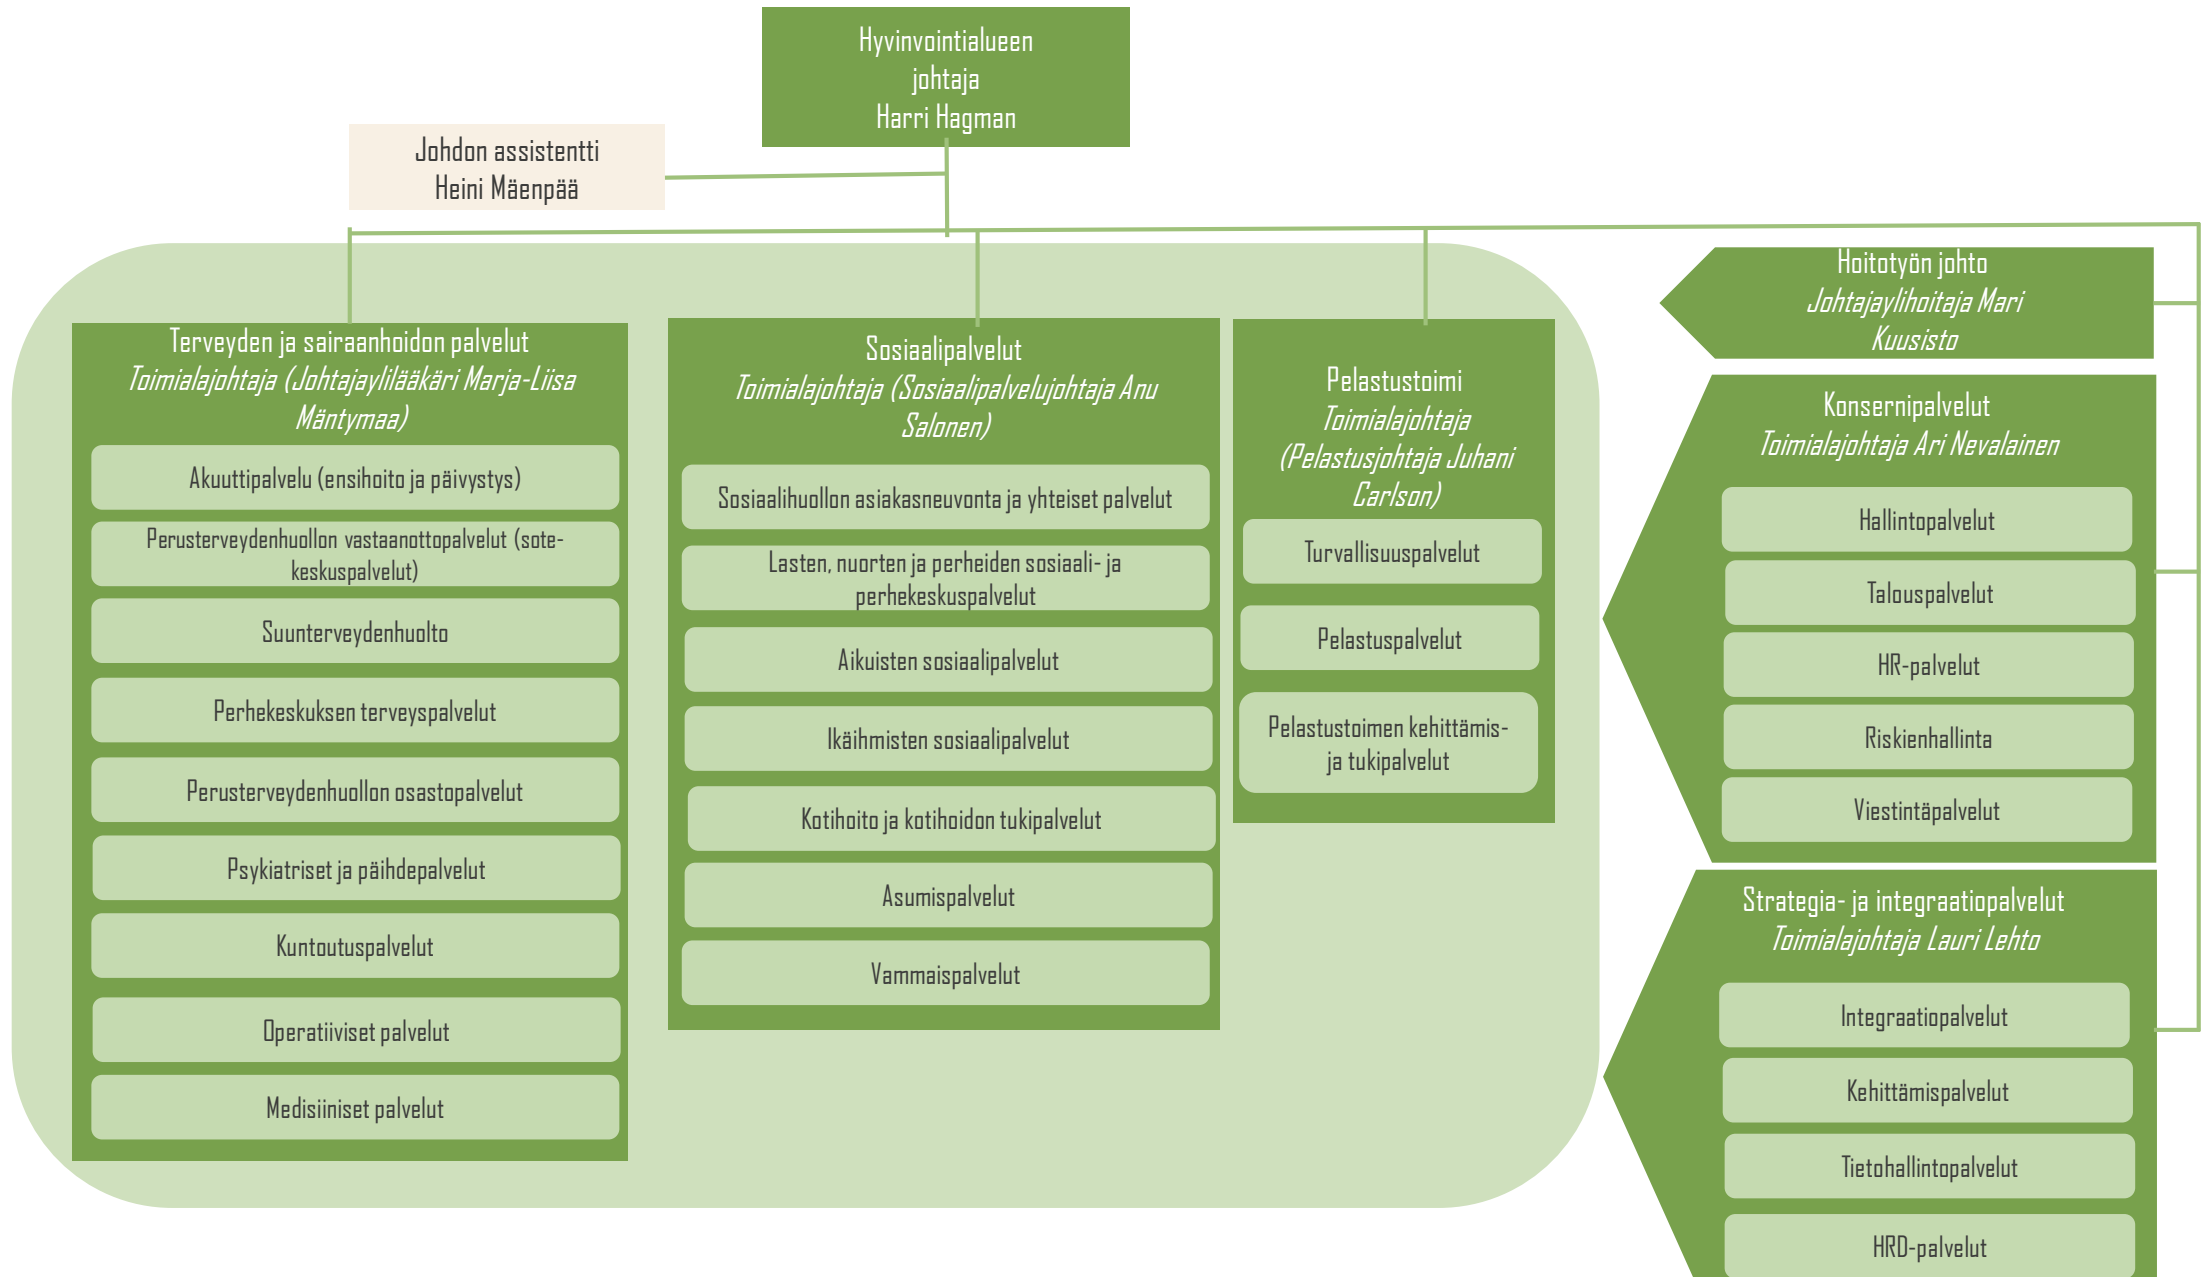 Hyvinvointialueen
johtaja
Harri Hagman
Johdon assistentti
Heini Mäenpää
Terveyden ja sairaanhoidon palvelut
Toimialajohtaja (Johtajaylilääkäri Marja-Liisa
Mäntymaa)
Akuuttipalvelu (ensihoito ja päivystys)
Perusterveydenhuollon vastaanottopalvelut (sote-
keskuspalvelut)
Suunterveydenhuolto
Perhekeskuksen terveyspalvelut
Perusterveydenhuollon osastopalvelut
Psykiatriset ja päihdepalvelut
Kuntoutuspalvelut
Operatiiviset palvelut
Medisiiniset palvelut
Sosiaalipalvelut
Toimialajohtaja (Sosiaalipalvelujohtaja Anu
Salonen)
Sosiaalihuollon asiakasneuvonta ja yhteiset palvelut
Lasten, nuorten ja perheiden sosiaali- ja
perhekeskuspalvelut
Aikuisten sosiaalipalvelut
Ikäihmisten sosiaalipalvelut
Kotihoito ja kotihoidon tukipalvelut
Asumispalvelut
Vammaispalvelut
Pelastustoimi
Toimialajohtaja
(Pelastusjohtaja Juhani
Carlson)
Turvallisuuspalvelut
Pelastuspalvelut
Pelastustoimen kehittämis-
ja tukipalvelut
Hoitotyön johto
Johtajaylihoitaja Mari
Kuusisto
Konsernipalvelut
Toimialajohtaja Ari Nevalainen
Hallintopalvelut
Talouspalvelut
HR-palvelut
Riskienhallinta
Viestintäpalvelut
Strategia- ja integraatiopalvelut
Toimialajohtaja Lauri Lehto
Integraatiopalvelut
Kehittämispalvelut
Tietohallintopalvelut
HRD-palvelut